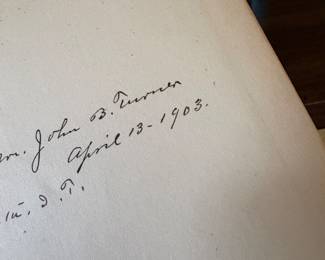 John B. Turner
April 13 - 1903.
J. T.